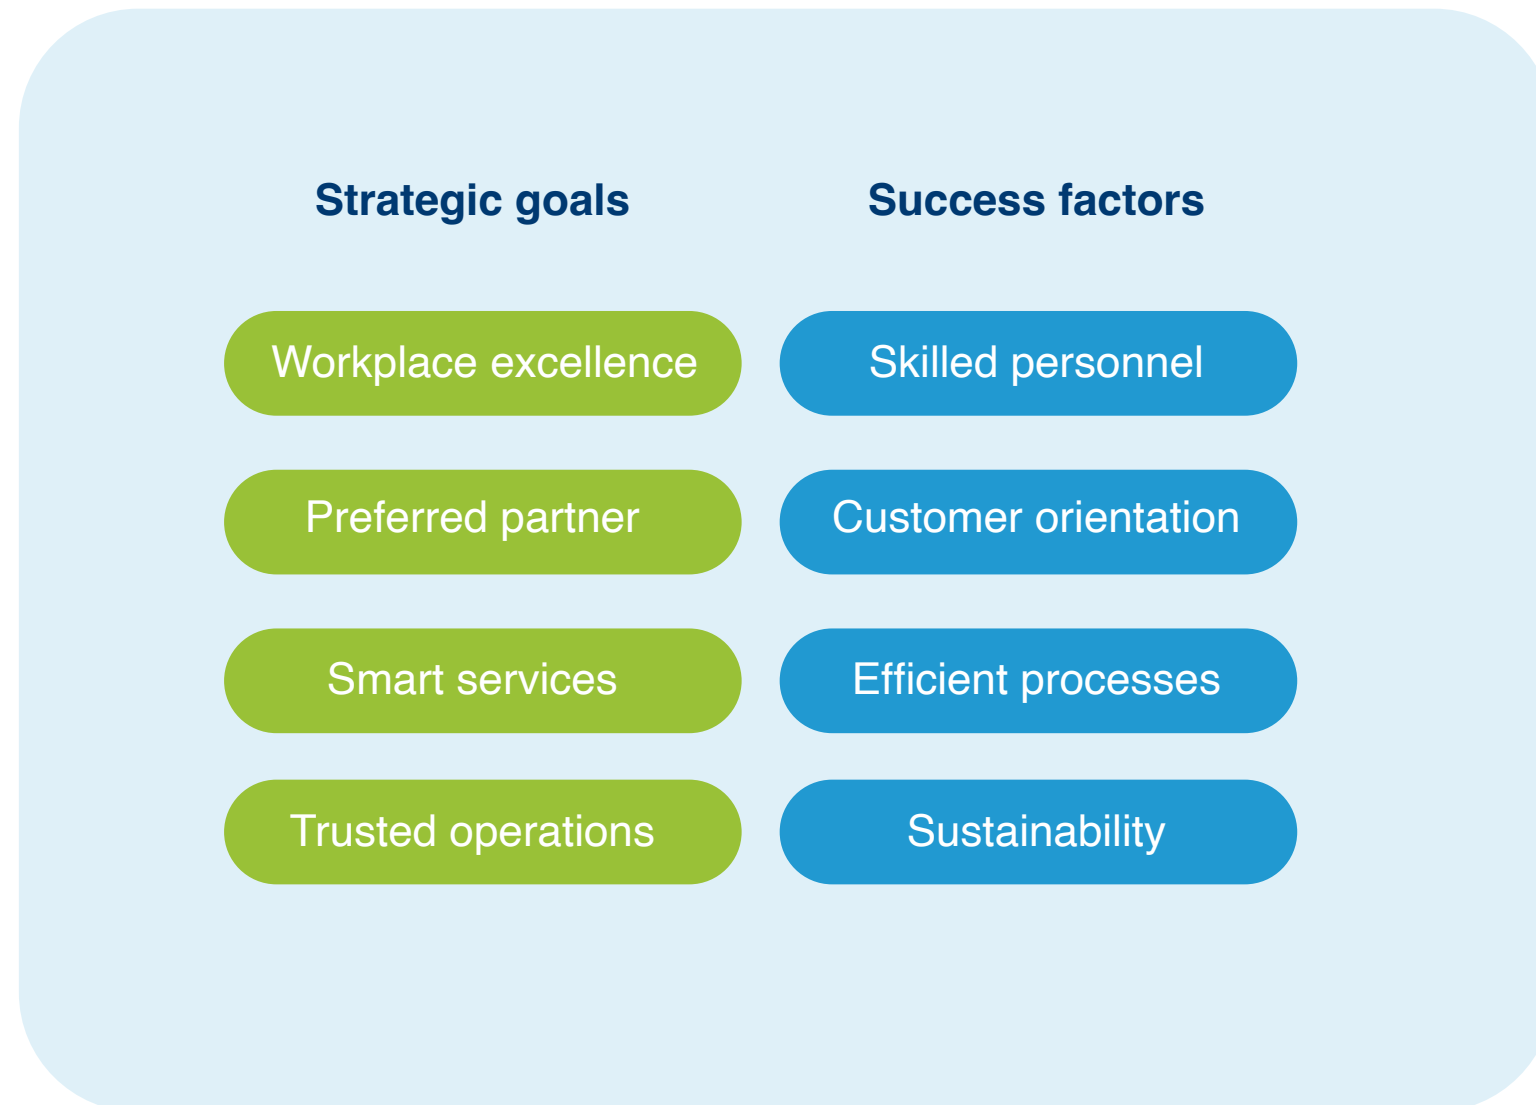 Strategic goals
Success factors
Workplace excellence
Skilled personnel
Preferred partner
Customer orientation
Smart services
Efficient processes
Trusted operations
Sustainability